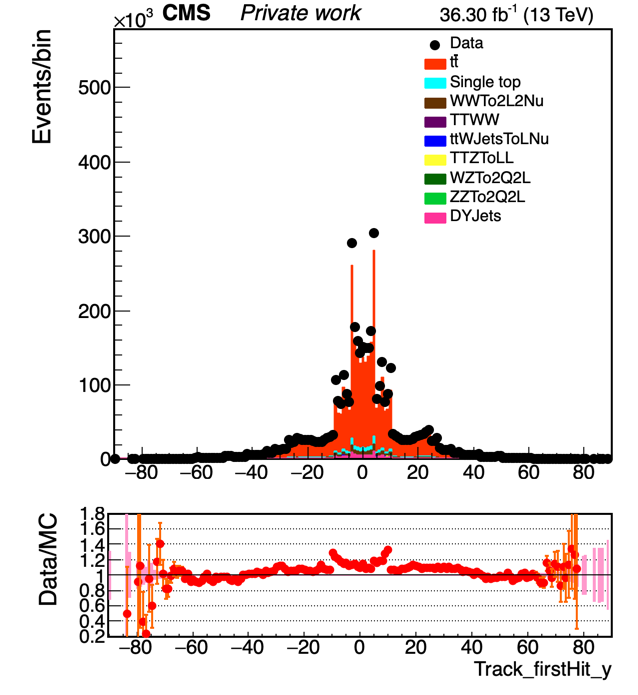 ×10³ CMS Private work 36.30 fb⁻¹ (13 TeV)
Events/bin
500
400
300
200
100
0
Data
tt̄
Single top
WWTo2L2Nu
TTWW
ttWJetsToLNu
TTZToLL
WZTo2Q2L
ZZTo2Q2L
DYJets
−80 −60 −40 −20 0 20 40 60 80
Data/MC
1.8
1.6
1.4
1.2
1
0.8
0.6
0.4
0.2
−80 −60 −40 −20 0 20 40 60 80
Track_firstHit_y